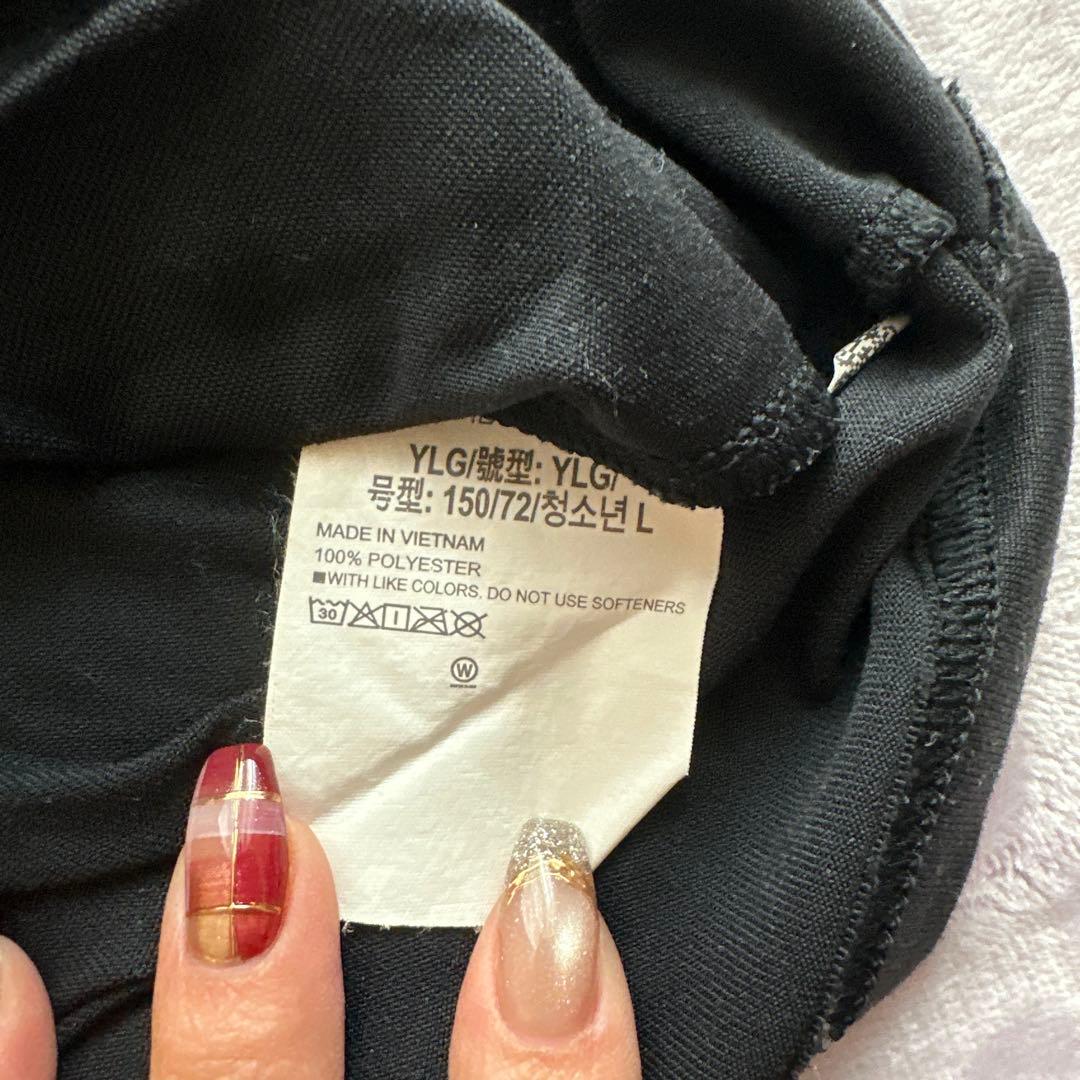 YLG/號型: YLG/
号型: 150/72/청소년 L
MADE IN VIETNAM
100% POLYESTER
■WITH LIKE COLORS. DO NOT USE SOFTENERS
30
W